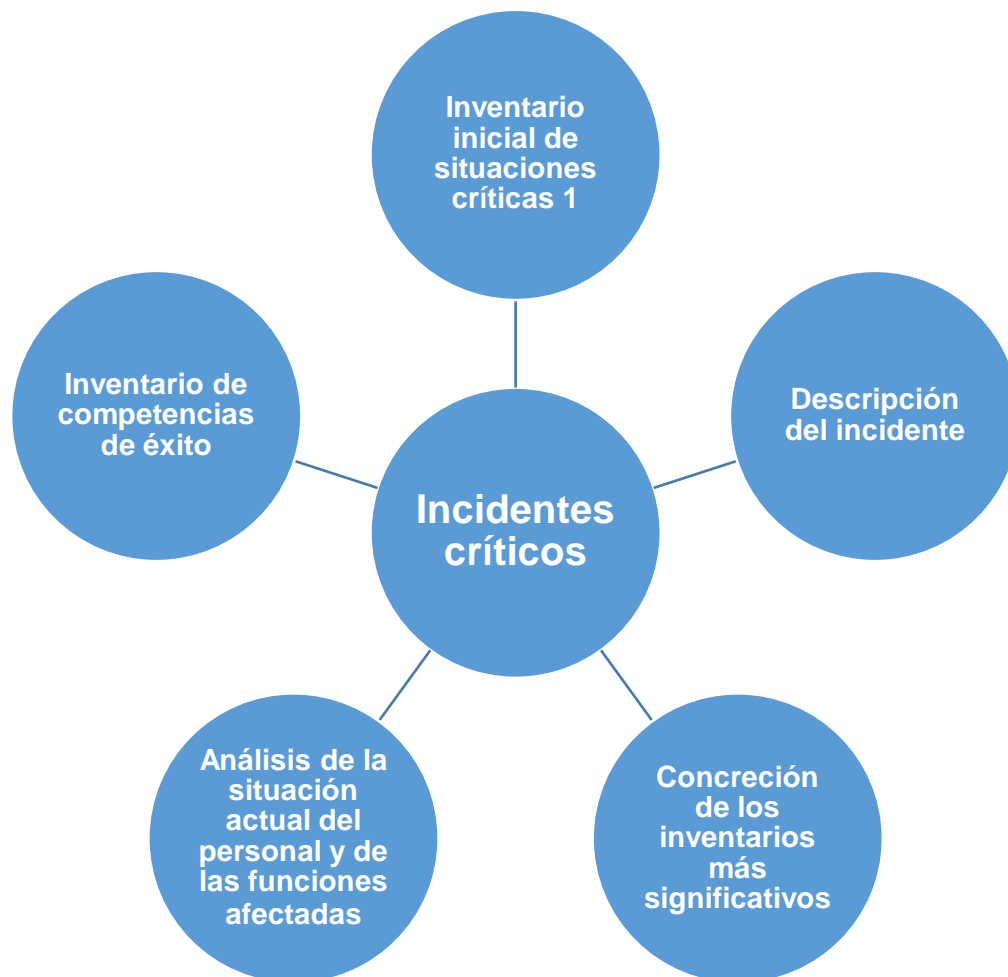 Inventario
inicial de
situaciones
críticas 1
Descripción
del incidente
Concreción
de los
inventarios
más
significativos
Análisis de la
situación
actual del
personal y de
las funciones
afectadas
Inventario de
competencias
de éxito
Incidentes
críticos